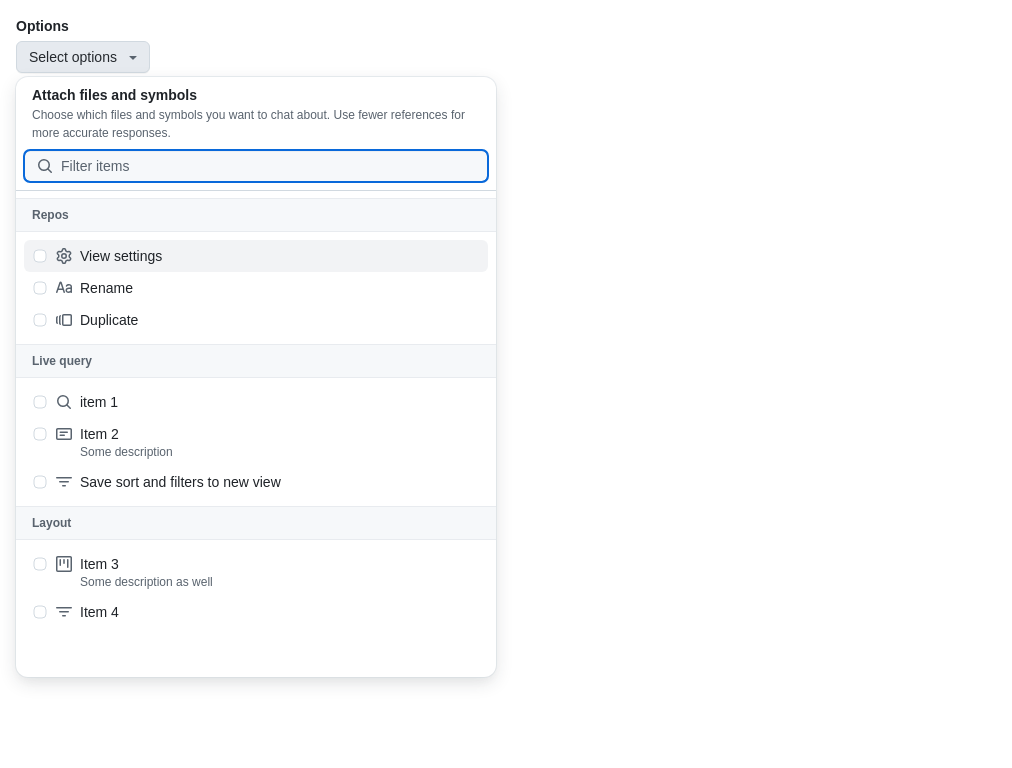 Options
Select options
Attach files and symbols
Choose which files and symbols you want to chat about. Use fewer references for
more accurate responses.
Filter items
Repos
View settings
Rename
Duplicate
Live query
item 1
Item 2
Some description
Save sort and filters to new view
Layout
Item 3
Some description as well
Item 4